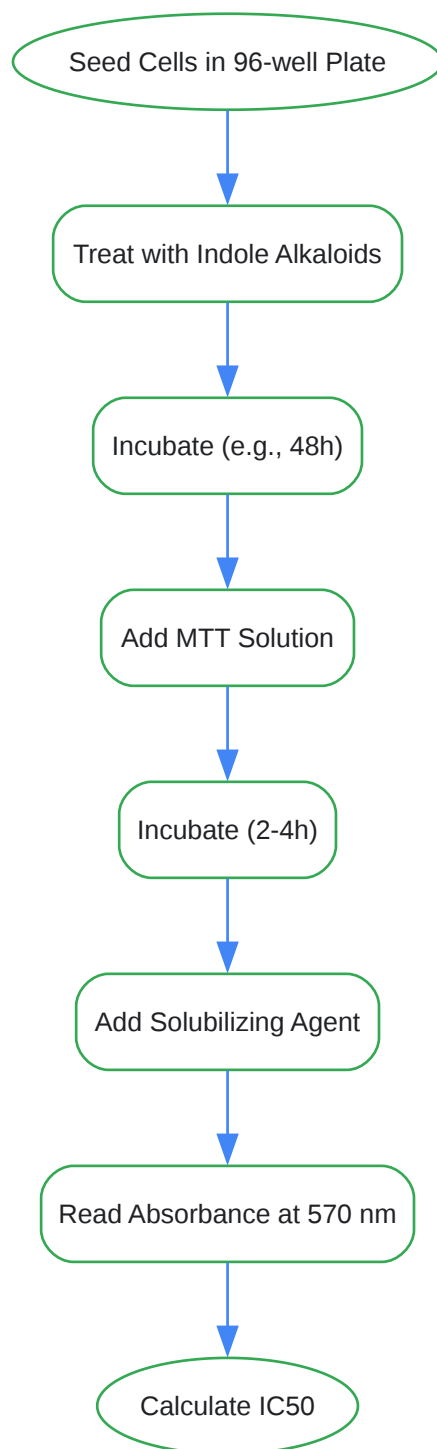 Seed Cells in 96-well Plate
Treat with Indole Alkaloids
Incubate (e.g., 48h)
Add MTT Solution
Incubate (2-4h)
Add Solubilizing Agent
Read Absorbance at 570 nm
Calculate IC50